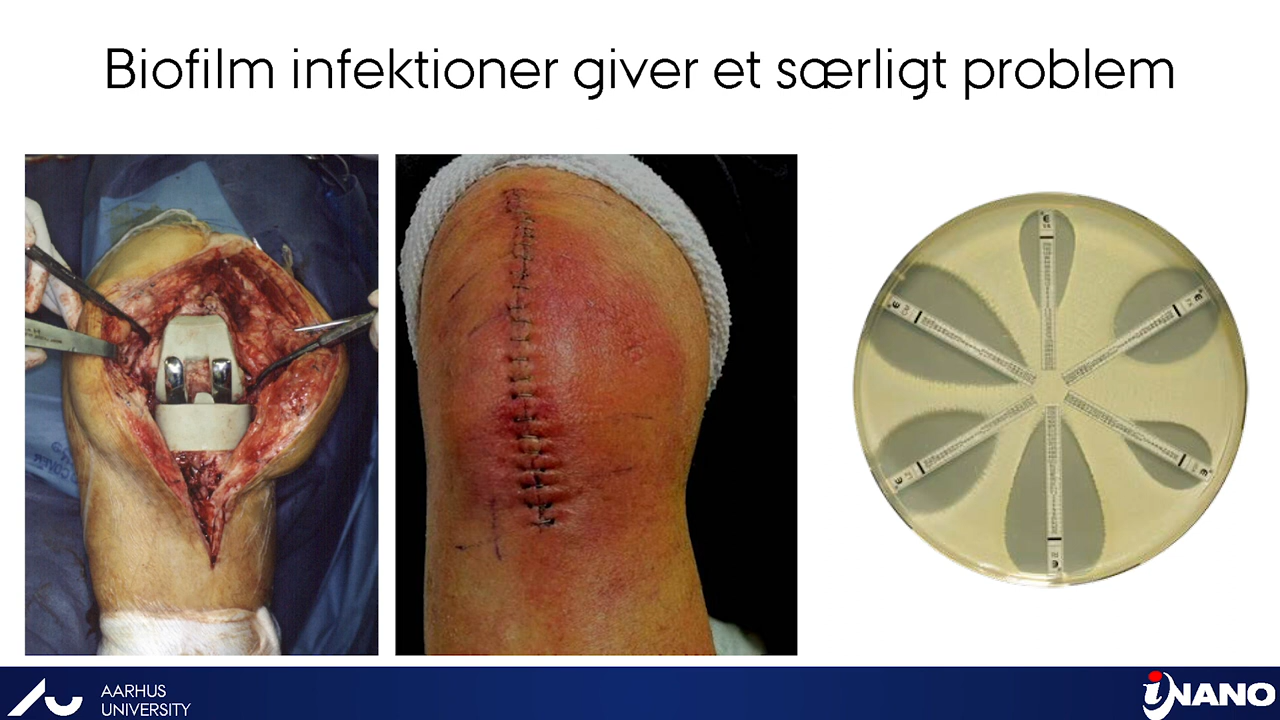 Biofilm infektioner giver et særligt problem
AARHUS
UNIVERSITY
iNANO